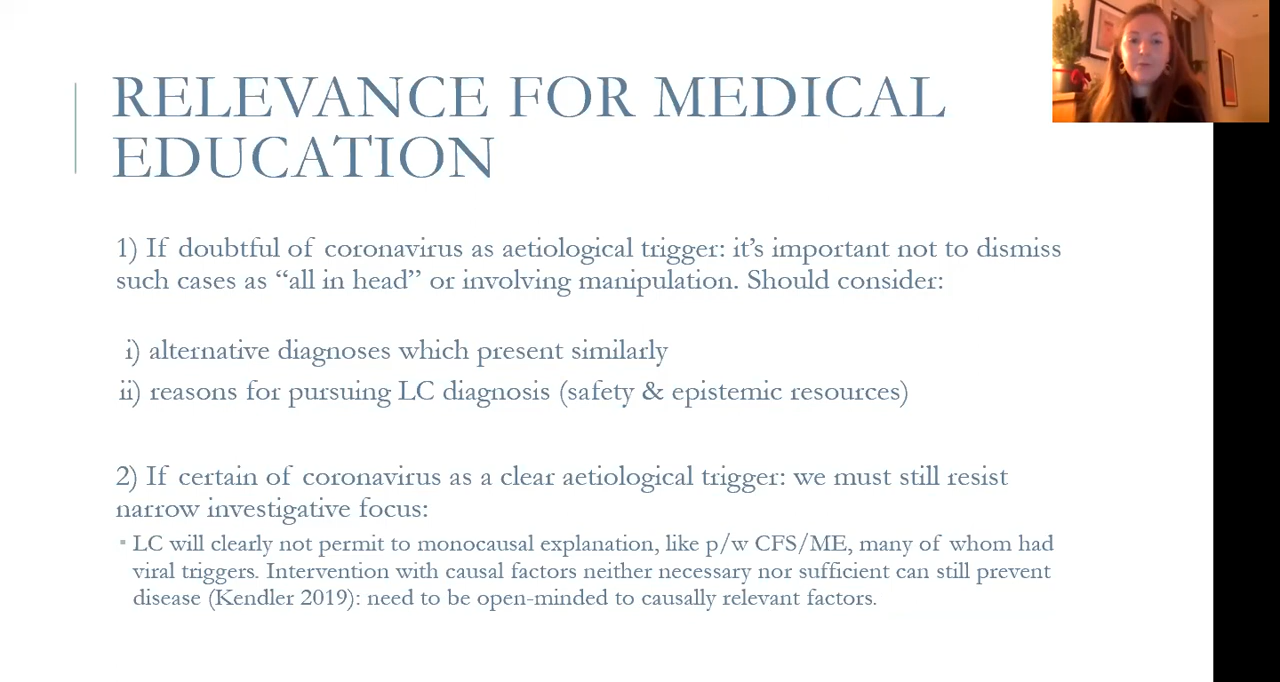 RELEVANCE FOR MEDICAL
EDUCATION
1) If doubtful of coronavirus as aetiological trigger: it’s important not to dismiss
such cases as “all in head” or involving manipulation. Should consider:
i) alternative diagnoses which present similarly
ii) reasons for pursuing LC diagnosis (safety & epistemic resources)
2) If certain of coronavirus as a clear aetiological trigger: we must still resist
narrow investigative focus:
▪ LC will clearly not permit to monocausal explanation, like p/w CFS/ME, many of whom had
viral triggers. Intervention with causal factors neither necessary nor sufficient can still prevent
disease (Kendler 2019): need to be open-minded to causally relevant factors.